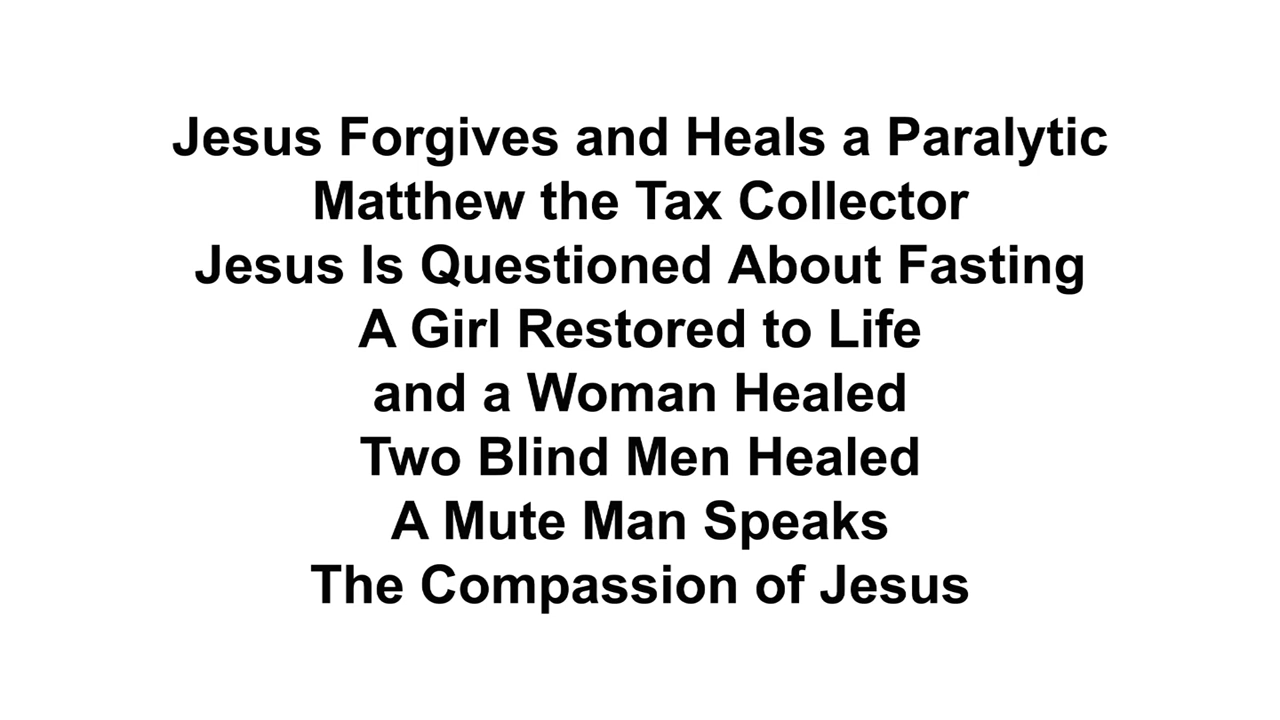 Jesus Forgives and Heals a Paralytic
Matthew the Tax Collector
Jesus Is Questioned About Fasting
A Girl Restored to Life
and a Woman Healed
Two Blind Men Healed
A Mute Man Speaks
The Compassion of Jesus